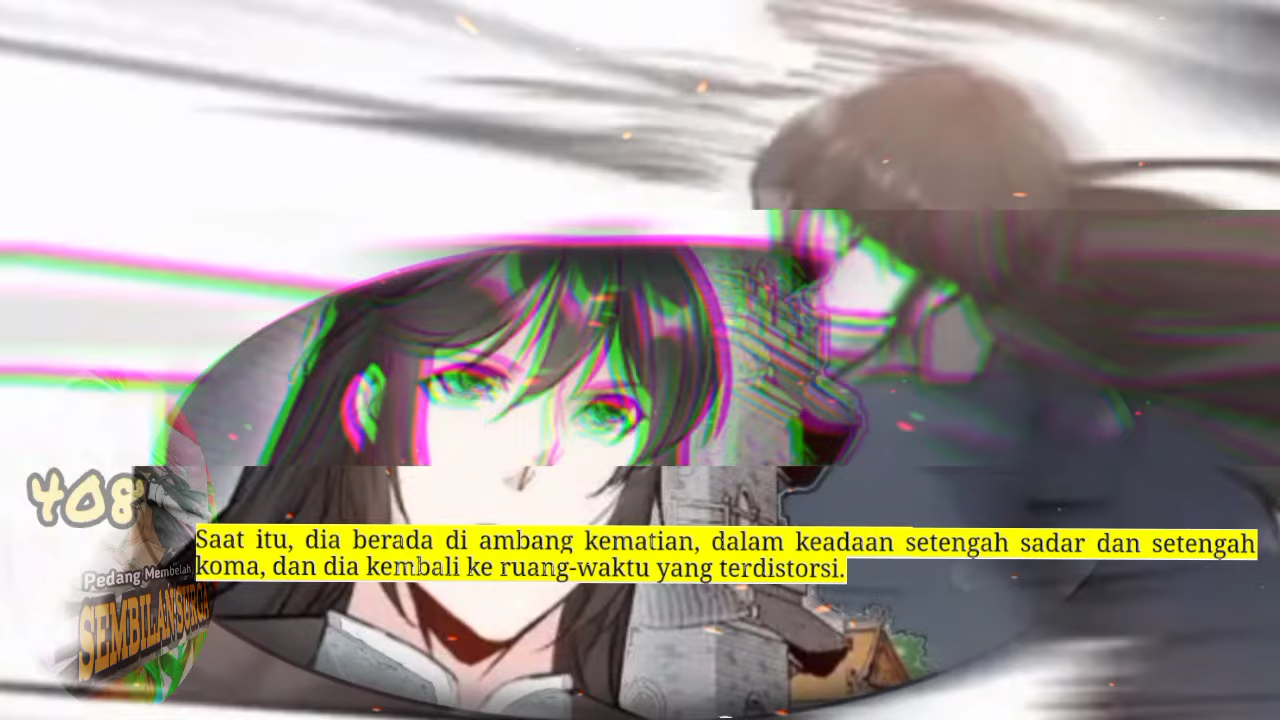 408
Saat itu, dia berada di ambang kematian, dalam keadaan setengah sadar dan setengah
koma, dan dia kembali ke ruang-waktu yang terdistorsi.
Pedang Membelah
SEMBILAN SURGA